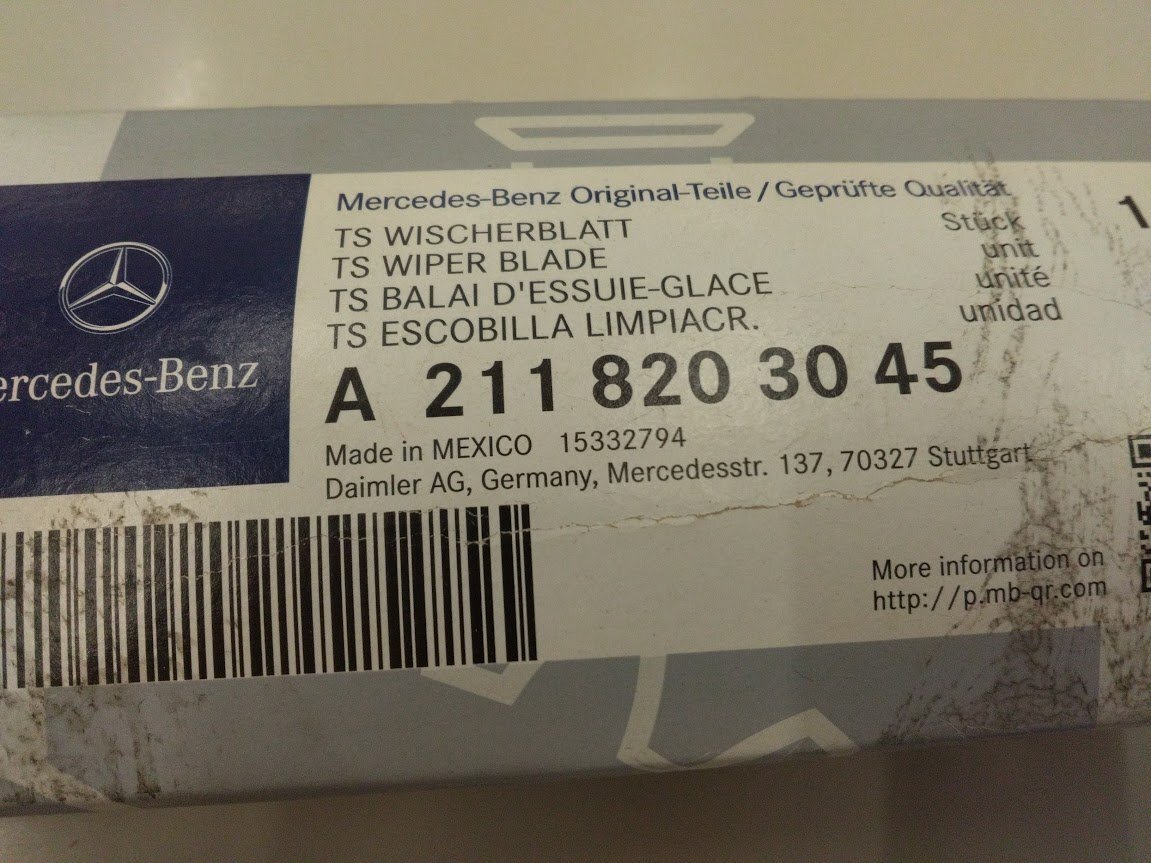 Mercedes-Benz Original-Teile / Geprüfte Qualität
TS WISCHERBLATT Stück 1
TS WIPER BLADE unit
TS BALAI D'ESSUIE-GLACE unité
TS ESCOBILLA LIMPIACR. unidad
ercedes-Benz
A 211 820 30 45
Made in MEXICO 15332794
Daimler AG, Germany, Mercedesstr. 137, 70327 Stuttgart
More information on
http://p.mb-qr.com